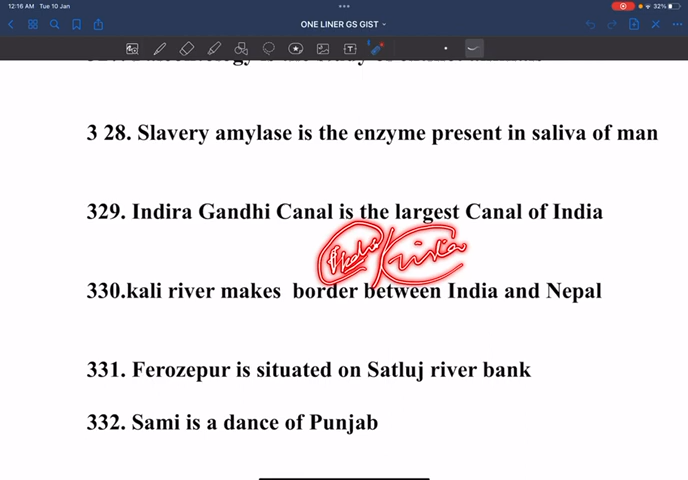 12:16 AM Tue 10 Jan
32%
ONE LINER GS GIST
3 28. Slavery amylase is the enzyme present in saliva of man
329. Indira Gandhi Canal is the largest Canal of India
330.kali river makes border between India and Nepal
331. Ferozepur is situated on Satluj river bank
332. Sami is a dance of Punjab